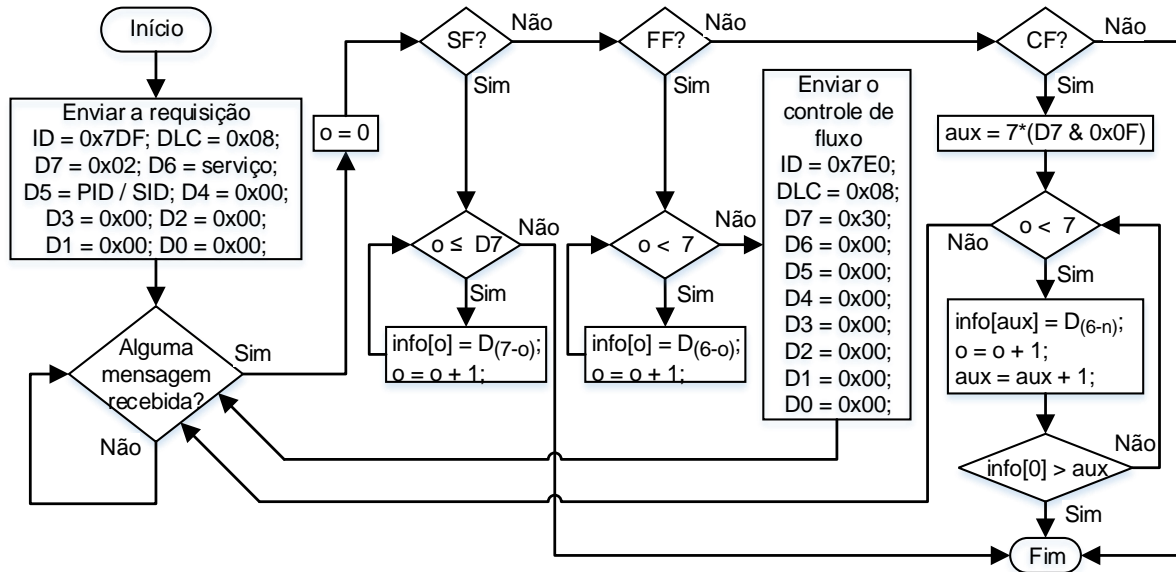 Início
Enviar a requisição
ID = 0x7DF; DLC = 0x08;
D7 = 0x02; D6 = serviço;
D5 = PID / SID; D4 = 0x00;
D3 = 0x00; D2 = 0x00;
D1 = 0x00; D0 = 0x00;
Alguma
mensagem
recebida?
Sim
Não
o = 0
SF?
Não
Sim
o ≤ D7
Não
Sim
info[o] = D(7-o);
o = o + 1;
FF?
Não
Sim
o < 7
Não
Sim
info[o] = D(6-o);
o = o + 1;
Enviar o
controle de
fluxo
ID = 0x7E0;
DLC = 0x08;
D7 = 0x30;
D6 = 0x00;
D5 = 0x00;
D4 = 0x00;
D3 = 0x00;
D2 = 0x00;
D1 = 0x00;
D0 = 0x00;
CF?
Não
Sim
aux = 7*(D7 & 0x0F)
o < 7
Não
Sim
info[aux] = D(6-n);
o = o + 1;
aux = aux + 1;
info[0] > aux
Não
Sim
Fim